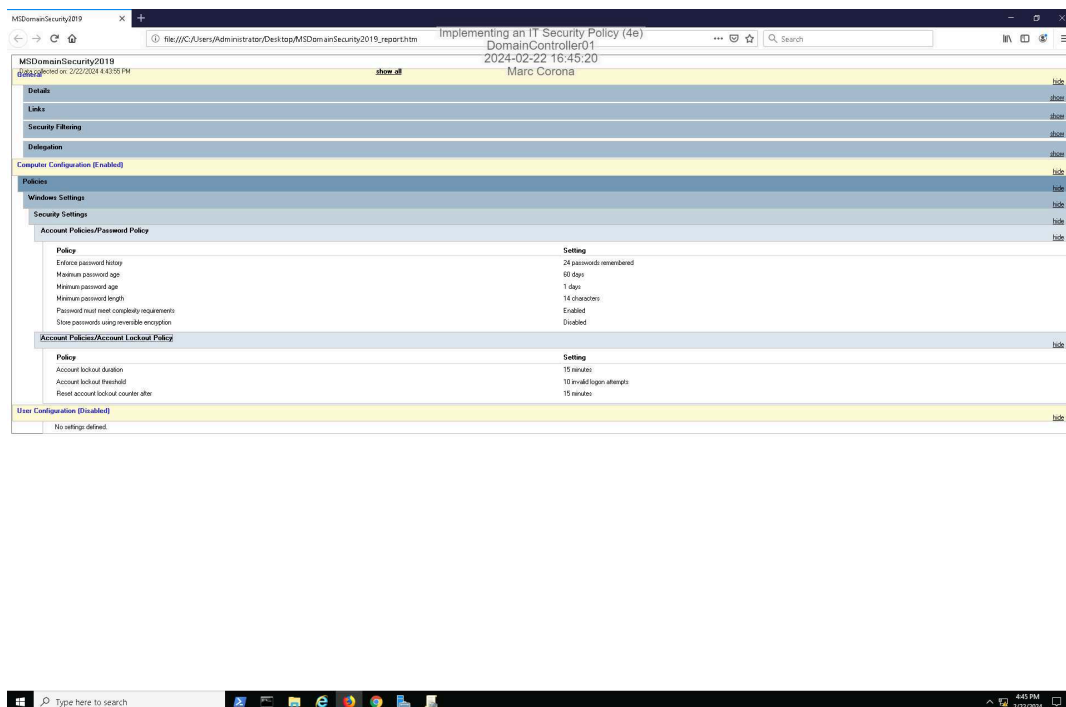 MSDomainSecurity2019
file:///C:/Users/Administrator/Desktop/MSDomainSecurity2019_report.htm
Search
Implementing an IT Security Policy (4e)
DomainController01
2024-02-22 16:45:20
Marc Corona
MSDomainSecurity2019
Data collected on: 2/22/2024 4:43:55 PM
show all
General
hide
Details
show
Links
show
Security Filtering
show
Delegation
show
Computer Configuration (Enabled)
hide
Policies
hide
Windows Settings
hide
Security Settings
hide
Account Policies/Password Policy
hide
Policy Setting
Enforce password history 24 passwords remembered
Maximum password age 60 days
Minimum password age 1 days
Minimum password length 14 characters
Password must meet complexity requirements Enabled
Store passwords using reversible encryption Disabled
Account Policies/Account Lockout Policy
hide
Policy Setting
Account lockout duration 15 minutes
Account lockout threshold 10 invalid logon attempts
Reset account lockout counter after 15 minutes
User Configuration (Disabled)
hide
No settings defined.
Type here to search
4:45 PM
2/22/2024